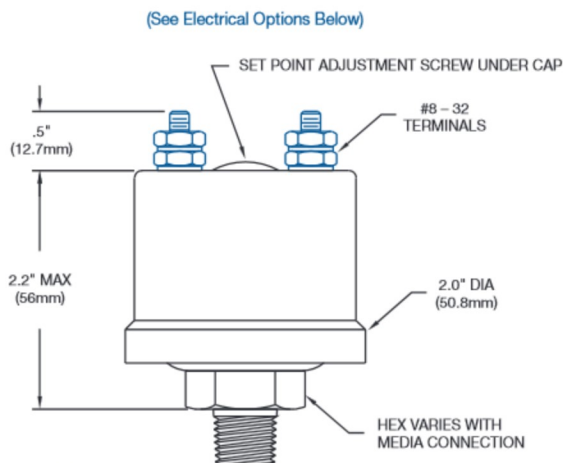 (See Electrical Options Below)
SET POINT ADJUSTMENT SCREW UNDER CAP
#8 – 32
TERMINALS
.5"
(12.7mm)
2.2" MAX
(56mm)
2.0" DIA
(50.8mm)
HEX VARIES WITH
MEDIA CONNECTION